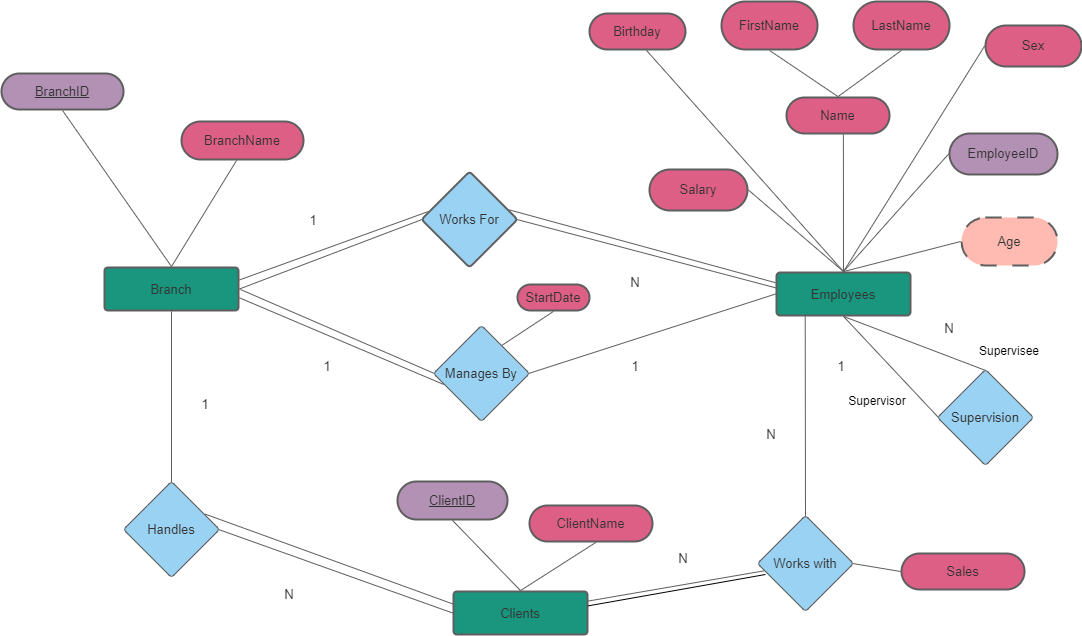 FirstName
LastName
Birthday
Sex
BranchID
Name
BranchName
EmployeeID
Salary
1
Works For
Age
N
Branch
Employees
StartDate
N
Supervisee
1
Manages By
1
1
Supervisor
1
Supervision
N
ClientID
ClientName
Handles
N
Works with
Sales
N
Clients